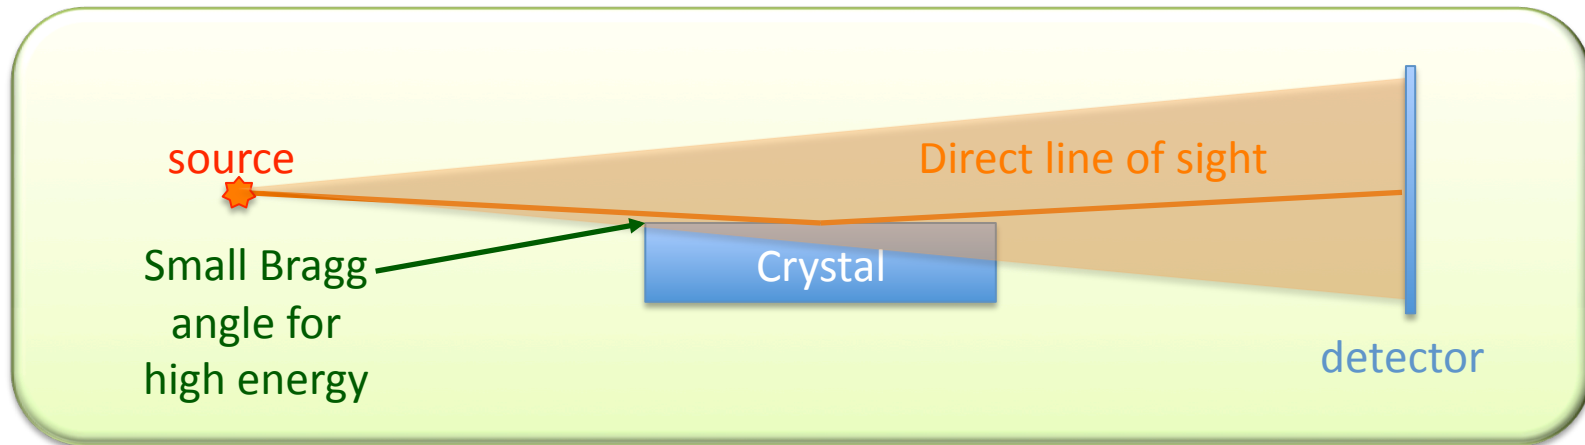 source
Direct line of sight
Small Bragg
angle for
high energy
Crystal
detector